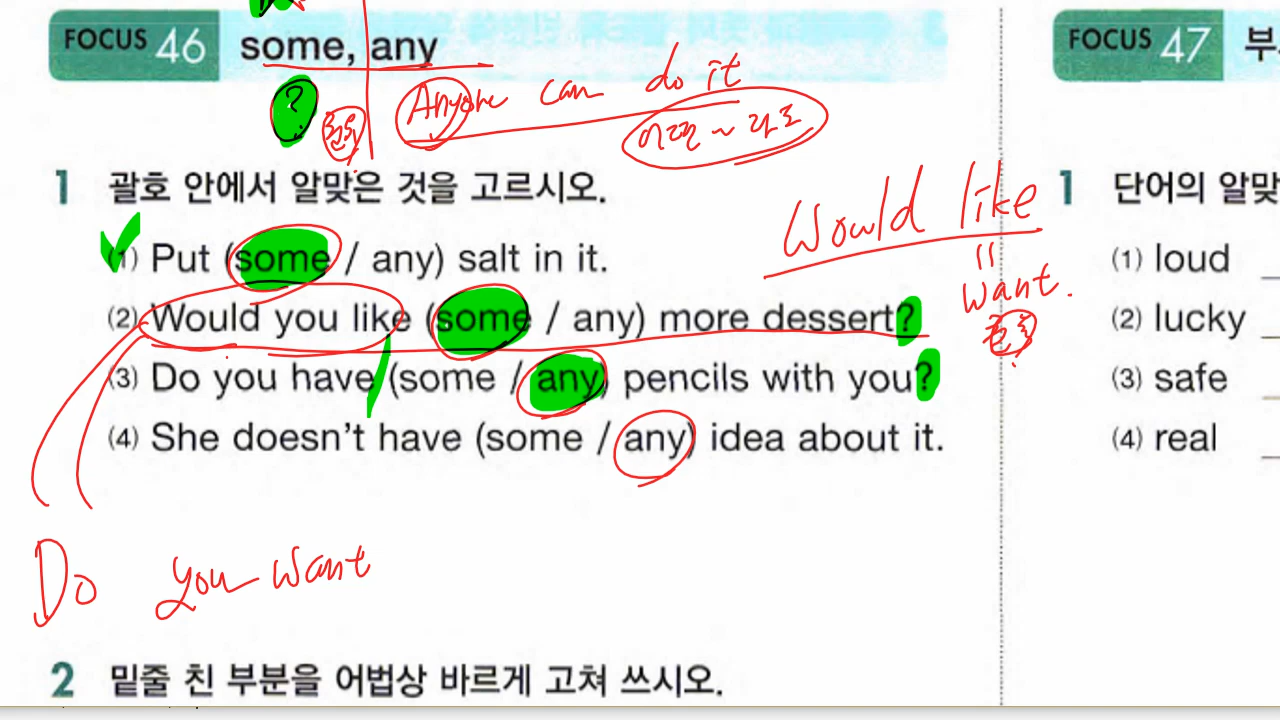 FOCUS 46 some, any
?
권유
Anyone can do it
어떤 ~ 라도
1 괄호 안에서 알맞은 것을 고르시오.
(1) Put (some / any) salt in it.
(2) Would you like (some / any) more dessert?
(3) Do you have (some / any) pencils with you?
(4) She doesn't have (some / any) idea about it.
Would like
=
want.
Do you want
2 밑줄 친 부분을 어법상 바르게 고쳐 쓰시오.
FOCUS 47
1 단어의 알맞
(1) loud
(2) lucky
(3) safe
(4) real